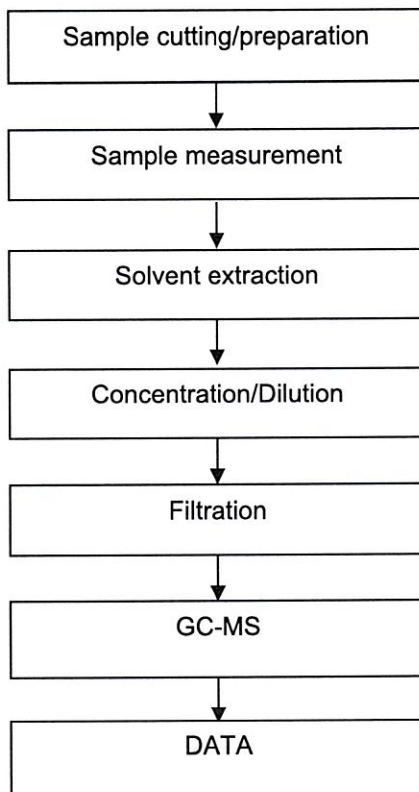 Sample cutting/preparation
Sample measurement
Solvent extraction
Concentration/Dilution
Filtration
GC-MS
DATA